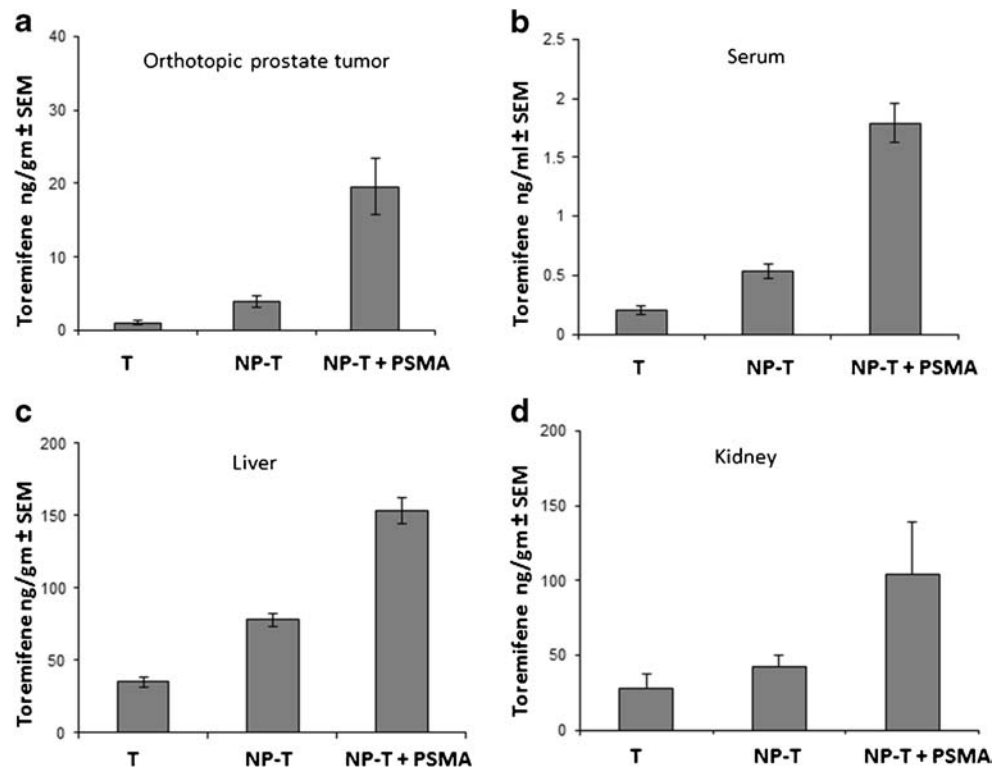 a
Orthotopic prostate tumor
Toremifene ng/gm ± SEM
40
30
20
10
0
T NP-T NP-T + PSMA
b
Serum
Toremifene ng/ml ± SEM
2.5
2
1.5
1
0.5
0
T NP-T NP-T + PSMA
c
Liver
Toremifene ng/gm ± SEM
200
150
100
50
0
T NP-T NP-T + PSMA
d
Kidney
Toremifene ng/gm ± SEM
200
150
100
50
0
T NP-T NP-T + PSMA